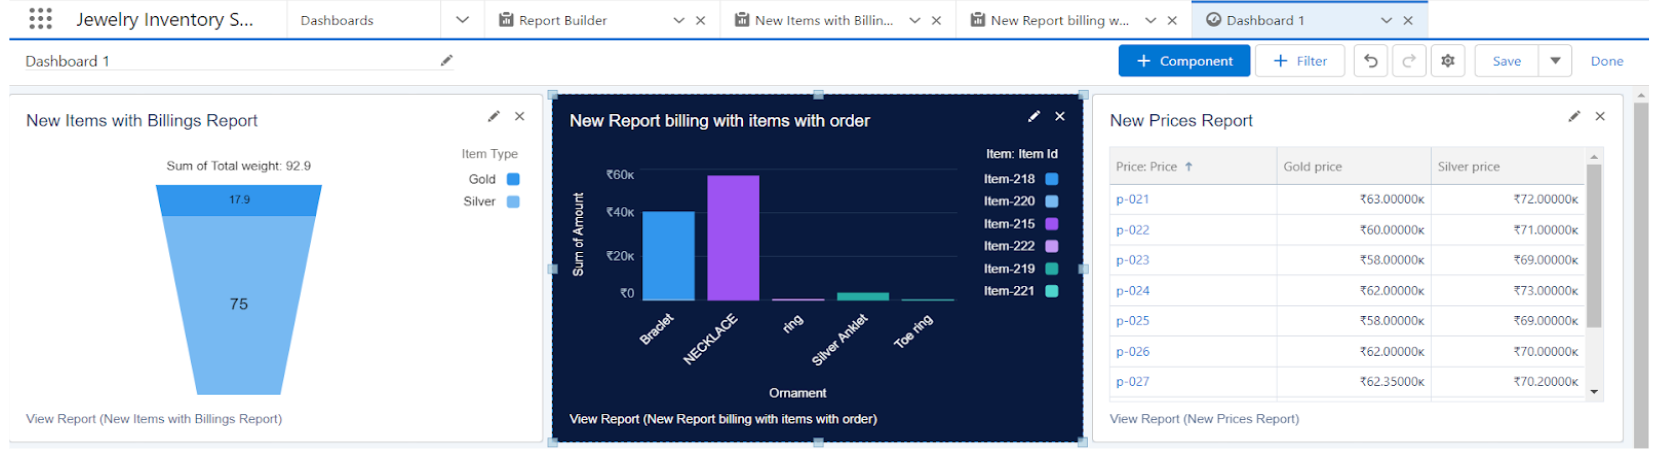 Jewelry Inventory S...
Dashboards
Report Builder
New Items with Billin...
New Report billing w...
Dashboard 1
Dashboard 1
+ Component
+ Filter
Save
Done
New Items with Billings Report
Sum of Total weight: 92.9
17.9
75
Item Type
Gold
Silver
View Report (New Items with Billings Report)
New Report billing with items with order
Sum of Amount
₹60K
₹40K
₹20K
₹0
Braclet
NECKLACE
ring
Silver Anklet
Toe ring
Ornament
Item: Item Id
Item-218
Item-220
Item-215
Item-222
Item-219
Item-221
View Report (New Report billing with items with order)
New Prices Report
Price: Price ↑ Gold price Silver price
p-021 ₹63.00000K ₹72.00000K
p-022 ₹60.00000K ₹71.00000K
p-023 ₹58.00000K ₹69.00000K
p-024 ₹62.00000K ₹73.00000K
p-025 ₹58.00000K ₹69.00000K
p-026 ₹62.00000K ₹70.00000K
p-027 ₹62.35000K ₹70.20000K
View Report (New Prices Report)